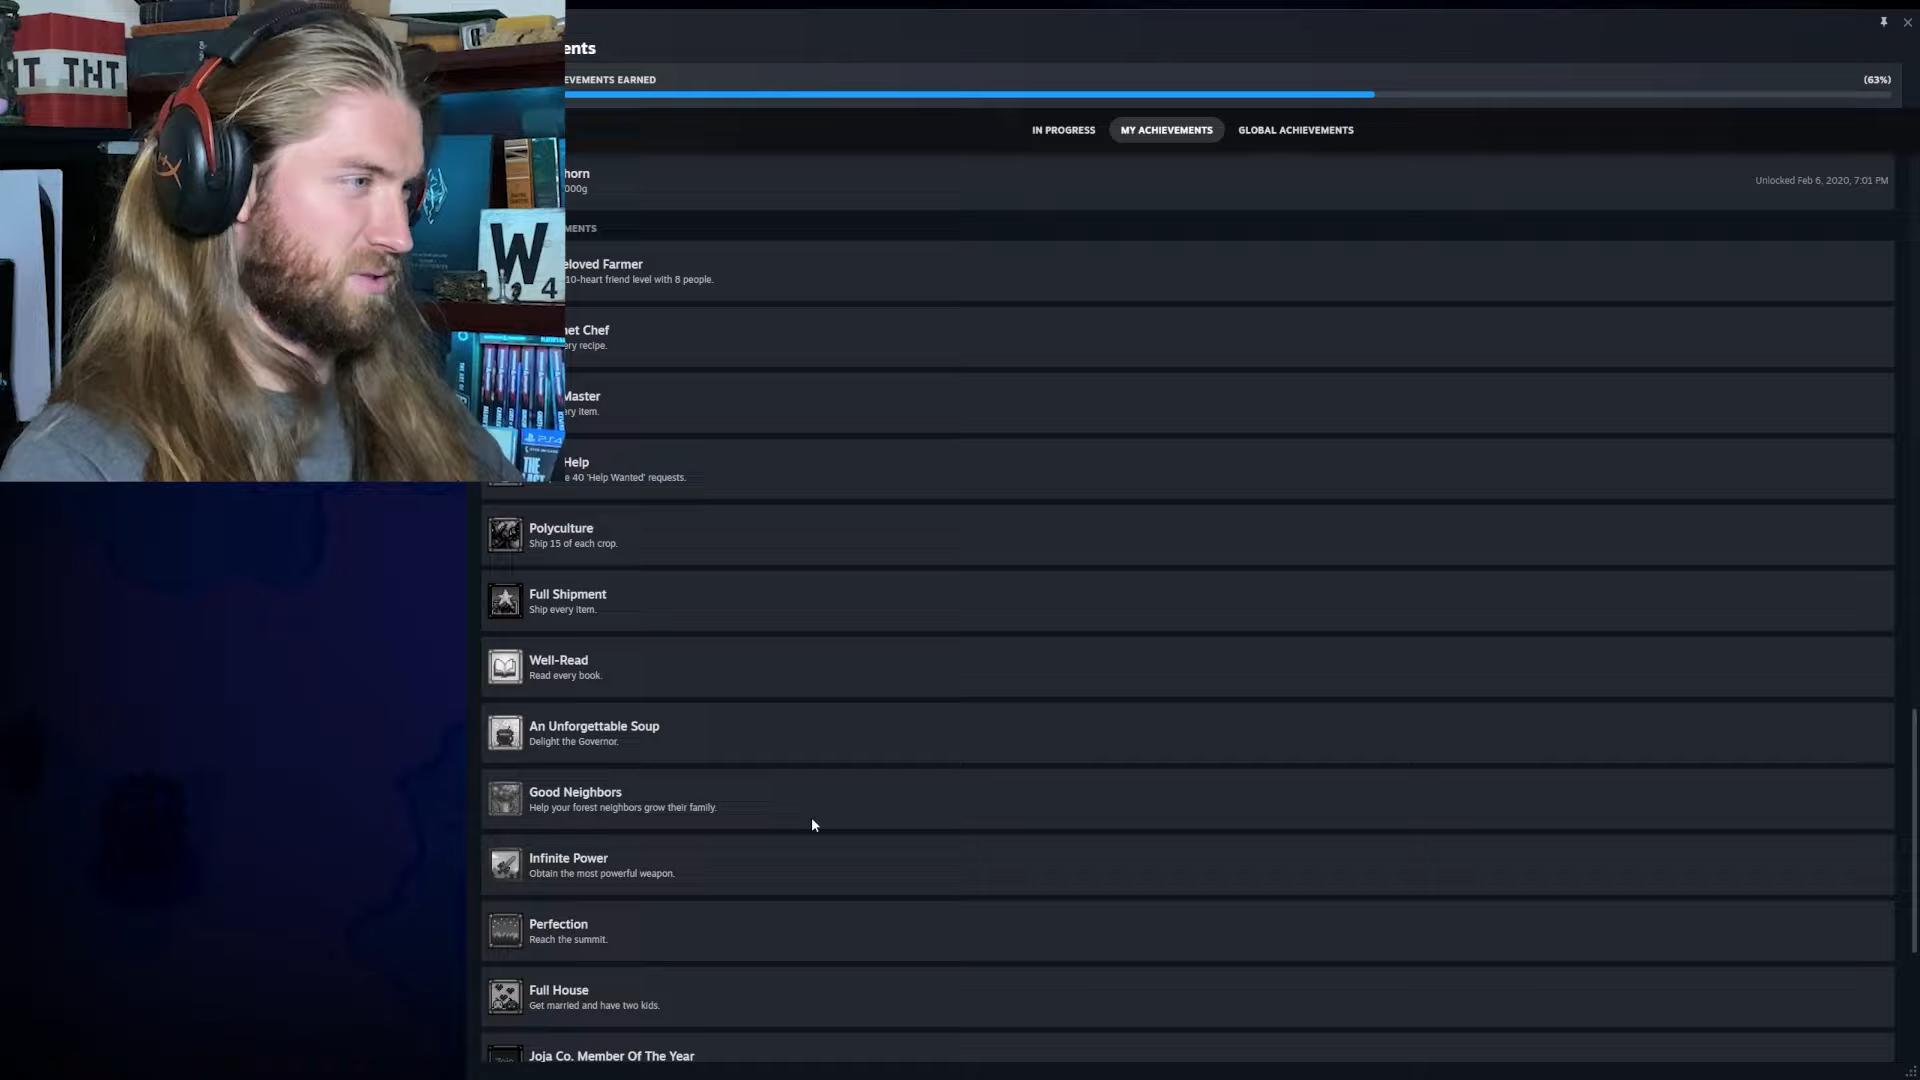 ents
EVEMENTS EARNED
(63%)
IN PROGRESS
MY ACHIEVEMENTS
GLOBAL ACHIEVEMENTS
horn
000g
Unlocked Feb 6, 2020, 7:01 PM
MENTS
eloved Farmer
10-heart friend level with 8 people.
met Chef
ery recipe.
Master
ery item.
Help
e 40 'Help Wanted' requests.
Polyculture
Ship 15 of each crop.
Full Shipment
Ship every item.
Well-Read
Read every book.
An Unforgettable Soup
Delight the Governor.
Good Neighbors
Help your forest neighbors grow their family.
Infinite Power
Obtain the most powerful weapon.
Perfection
Reach the summit.
Full House
Get married and have two kids.
Joja Co. Member Of The Year
T TNT
W
4
PS4
THE